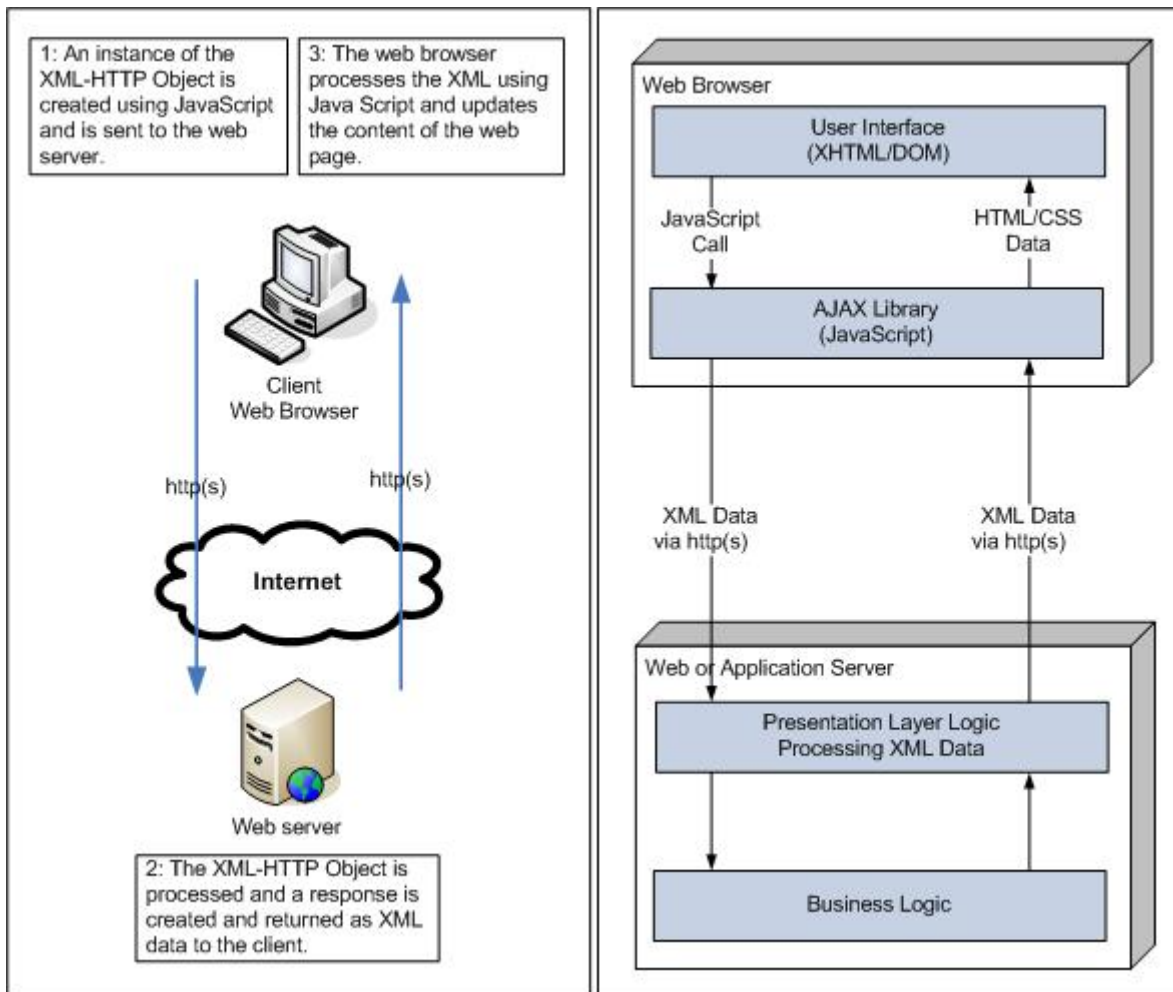 1: An instance of the
XML-HTTP Object is
created using JavaScript
and is sent to the web
server.
3: The web browser
processes the XML using
Java Script and updates
the content of the web
page.
Client
Web Browser
http(s)
http(s)
Internet
Web server
2: The XML-HTTP Object is
processed and a response is
created and returned as XML
data to the client.
Web Browser
User Interface
(XHTML/DOM)
JavaScript
Call
HTML/CSS
Data
AJAX Library
(JavaScript)
XML Data
via http(s)
XML Data
via http(s)
Web or Application Server
Presentation Layer Logic
Processing XML Data
Business Logic